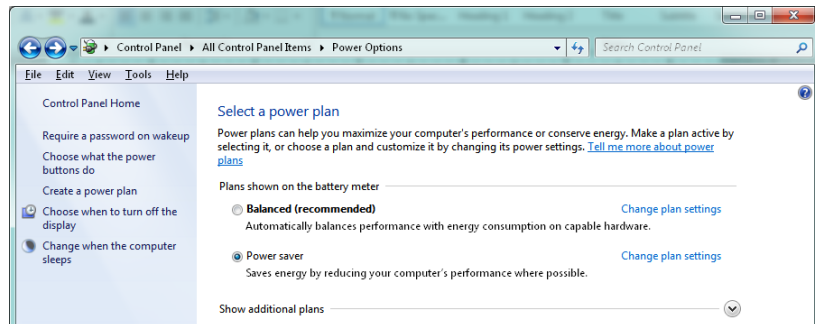 Control Panel ▸ All Control Panel Items ▸ Power Options
Search Control Panel
File Edit View Tools Help
Control Panel Home
Require a password on wakeup
Choose what the power
buttons do
Create a power plan
Choose when to turn off the
display
Change when the computer
sleeps
Select a power plan
Power plans can help you maximize your computer's performance or conserve energy. Make a plan active by
selecting it, or choose a plan and customize it by changing its power settings. Tell me more about power
plans
Plans shown on the battery meter
Balanced (recommended) Change plan settings
Automatically balances performance with energy consumption on capable hardware.
Power saver Change plan settings
Saves energy by reducing your computer's performance where possible.
Show additional plans